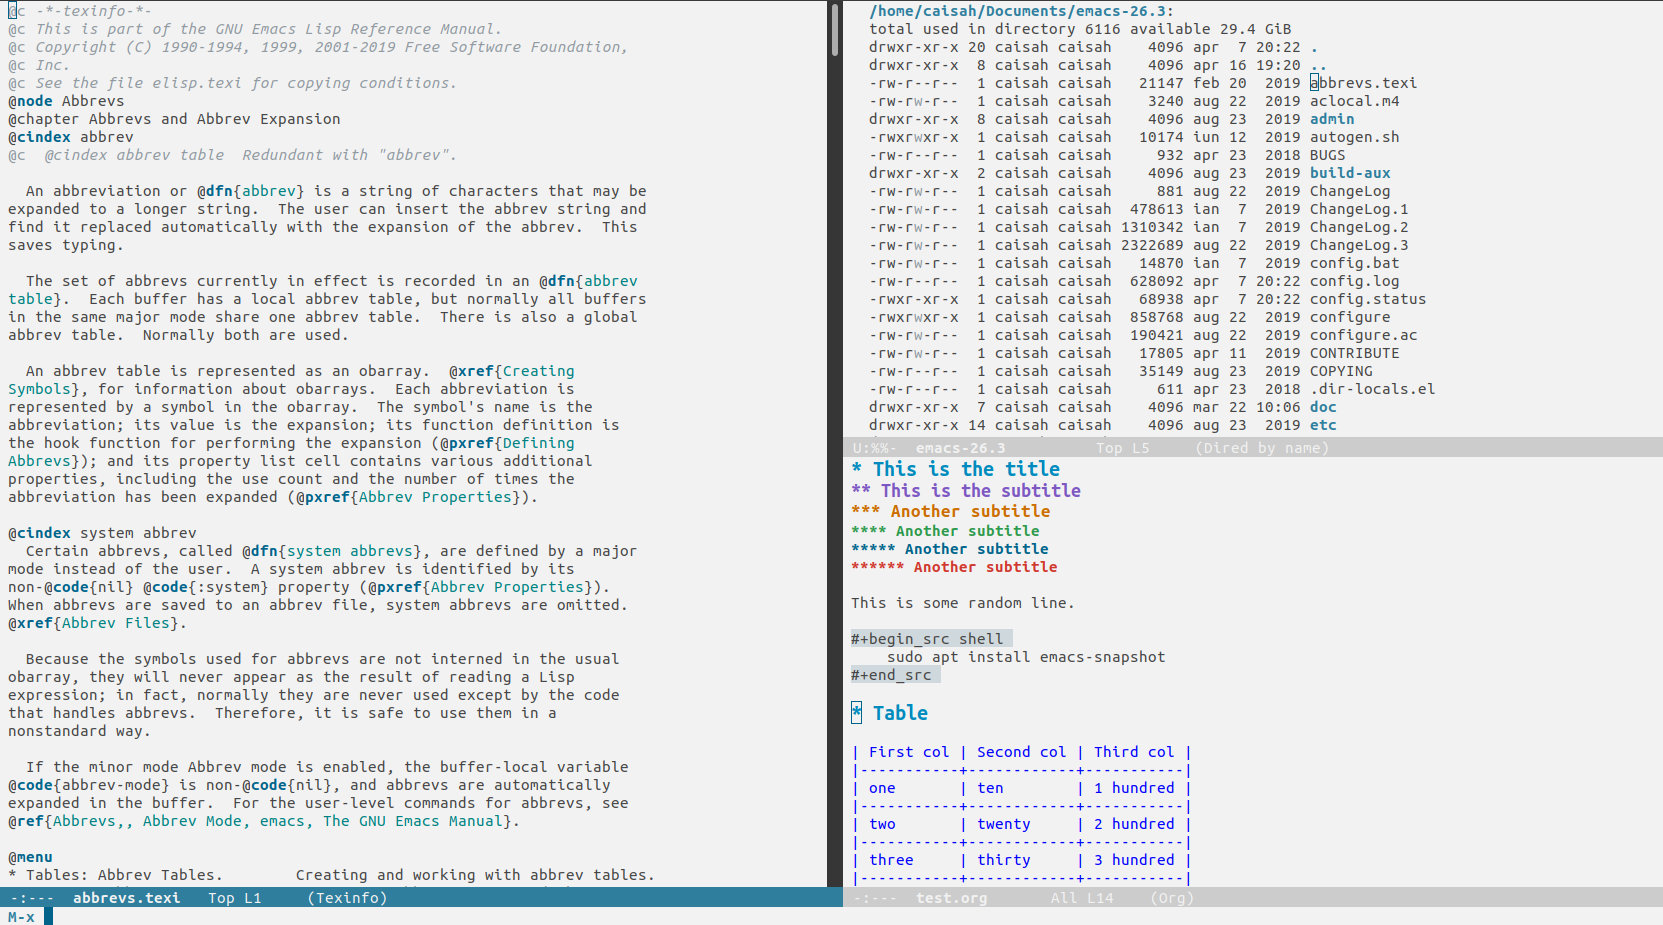 @c -*-texinfo-*-
@c This is part of the GNU Emacs Lisp Reference Manual.
@c Copyright (C) 1990-1994, 1999, 2001-2019 Free Software Foundation,
@c Inc.
@c See the file elisp.texi for copying conditions.
@node Abbrevs
@chapter Abbrevs and Abbrev Expansion
@cindex abbrev
@c  @cindex abbrev table  Redundant with "abbrev".

  An abbreviation or @dfn{abbrev} is a string of characters that may be
expanded to a longer string.  The user can insert the abbrev string and
find it replaced automatically with the expansion of the abbrev.  This
saves typing.

  The set of abbrevs currently in effect is recorded in an @dfn{abbrev
table}.  Each buffer has a local abbrev table, but normally all buffers
in the same major mode share one abbrev table.  There is also a global
abbrev table.  Normally both are used.

  An abbrev table is represented as an obarray.  @xref{Creating
Symbols}, for information about obarrays.  Each abbreviation is
represented by a symbol in the obarray.  The symbol's name is the
abbreviation; its value is the expansion; its function definition is
the hook function for performing the expansion (@pxref{Defining
Abbrevs}); and its property list cell contains various additional
properties, including the use count and the number of times the
abbreviation has been expanded (@pxref{Abbrev Properties}).

@cindex system abbrev
  Certain abbrevs, called @dfn{system abbrevs}, are defined by a major
mode instead of the user.  A system abbrev is identified by its
non-@code{nil} @code{:system} property (@pxref{Abbrev Properties}).
When abbrevs are saved to an abbrev file, system abbrevs are omitted.
@xref{Abbrev Files}.

  Because the symbols used for abbrevs are not interned in the usual
obarray, they will never appear as the result of reading a Lisp
expression; in fact, normally they are never used except by the code
that handles abbrevs.  Therefore, it is safe to use them in a
nonstandard way.

  If the minor mode Abbrev mode is enabled, the buffer-local variable
@code{abbrev-mode} is non-@code{nil}, and abbrevs are automatically
expanded in the buffer.  For the user-level commands for abbrevs, see
@ref{Abbrevs,, Abbrev Mode, emacs, The GNU Emacs Manual}.

@menu
* Tables: Abbrev Tables.        Creating and working with abbrev tables.
-:---  abbrevs.texi   Top L1     (Texinfo)
M-x
/home/caisah/Documents/emacs-26.3:
total used in directory 6116 available 29.4 GiB
drwxr-xr-x 20 caisah caisah    4096 apr  7 20:22 .
drwxr-xr-x  8 caisah caisah    4096 apr 16 19:20 ..
-rw-r--r--  1 caisah caisah   21147 feb 20  2019 abbrevs.texi
-rw-rw-r--  1 caisah caisah    3240 aug 22  2019 aclocal.m4
drwxr-xr-x  8 caisah caisah    4096 aug 23  2019 admin
-rwxrwxr-x  1 caisah caisah   10174 iun 12  2019 autogen.sh
-rw-r--r--  1 caisah caisah     932 apr 23  2018 BUGS
drwxr-xr-x  2 caisah caisah    4096 aug 23  2019 build-aux
-rw-rw-r--  1 caisah caisah     881 aug 22  2019 ChangeLog
-rw-rw-r--  1 caisah caisah  478613 ian  7  2019 ChangeLog.1
-rw-rw-r--  1 caisah caisah 1310342 ian  7  2019 ChangeLog.2
-rw-rw-r--  1 caisah caisah 2322689 aug 22  2019 ChangeLog.3
-rw-rw-r--  1 caisah caisah   14870 ian  7  2019 config.bat
-rw-r--r--  1 caisah caisah  628092 apr  7 20:22 config.log
-rwxr-xr-x  1 caisah caisah   68938 apr  7 20:22 config.status
-rwxrwxr-x  1 caisah caisah  858768 aug 22  2019 configure
-rw-rw-r--  1 caisah caisah  190421 aug 22  2019 configure.ac
-rw-rw-r--  1 caisah caisah   17805 apr 11  2019 CONTRIBUTE
-rw-r--r--  1 caisah caisah   35149 aug 23  2019 COPYING
-rw-r--r--  1 caisah caisah     611 apr 23  2018 .dir-locals.el
drwxr-xr-x  7 caisah caisah    4096 mar 22 10:06 doc
drwxr-xr-x 14 caisah caisah    4096 aug 23  2019 etc
U:%%-  emacs-26.3          Top L5     (Dired by name)
* This is the title
** This is the subtitle
*** Another subtitle
**** Another subtitle
***** Another subtitle
****** Another subtitle

This is some random line.

#+begin_src shell
    sudo apt install emacs-snapshot
#+end_src

* Table

| First col | Second col | Third col |
|-----------+------------+-----------|
| one       | ten        | 1 hundred |
|-----------+------------+-----------|
| two       | twenty     | 2 hundred |
|-----------+------------+-----------|
| three     | thirty     | 3 hundred |
|-----------+------------+-----------|
-:---  test.org       All L14    (Org)